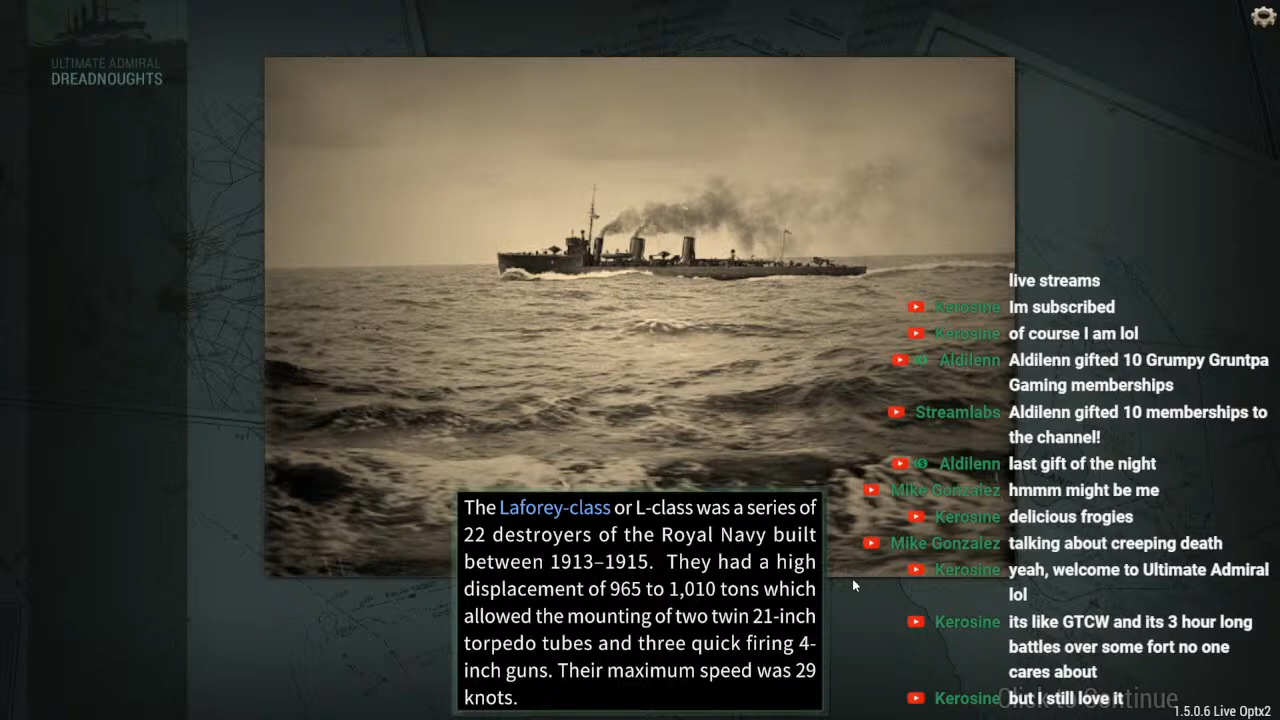 ULTIMATE ADMIRAL
DREADNOUGHTS
live streams
Kerosine Im subscribed
Kerosine of course I am lol
Aldilenn Aldilenn gifted 10 Grumpy Gruntpa
Gaming memberships
Streamlabs Aldilenn gifted 10 memberships to
the channel!
Aldilenn last gift of the night
Mike Gonzalez hmmm might be me
Kerosine delicious frogies
Mike Gonzalez talking about creeping death
Kerosine yeah, welcome to Ultimate Admiral
lol
Kerosine its like GTCW and its 3 hour long
battles over some fort no one
cares about
Kerosine but I still love it
The Laforey-class or L-class was a series of
22 destroyers of the Royal Navy built
between 1913–1915. They had a high
displacement of 965 to 1,010 tons which
allowed the mounting of two twin 21-inch
torpedo tubes and three quick firing 4-
inch guns. Their maximum speed was 29
knots.
Click to Continue
1.5.0.6 Live Optx2